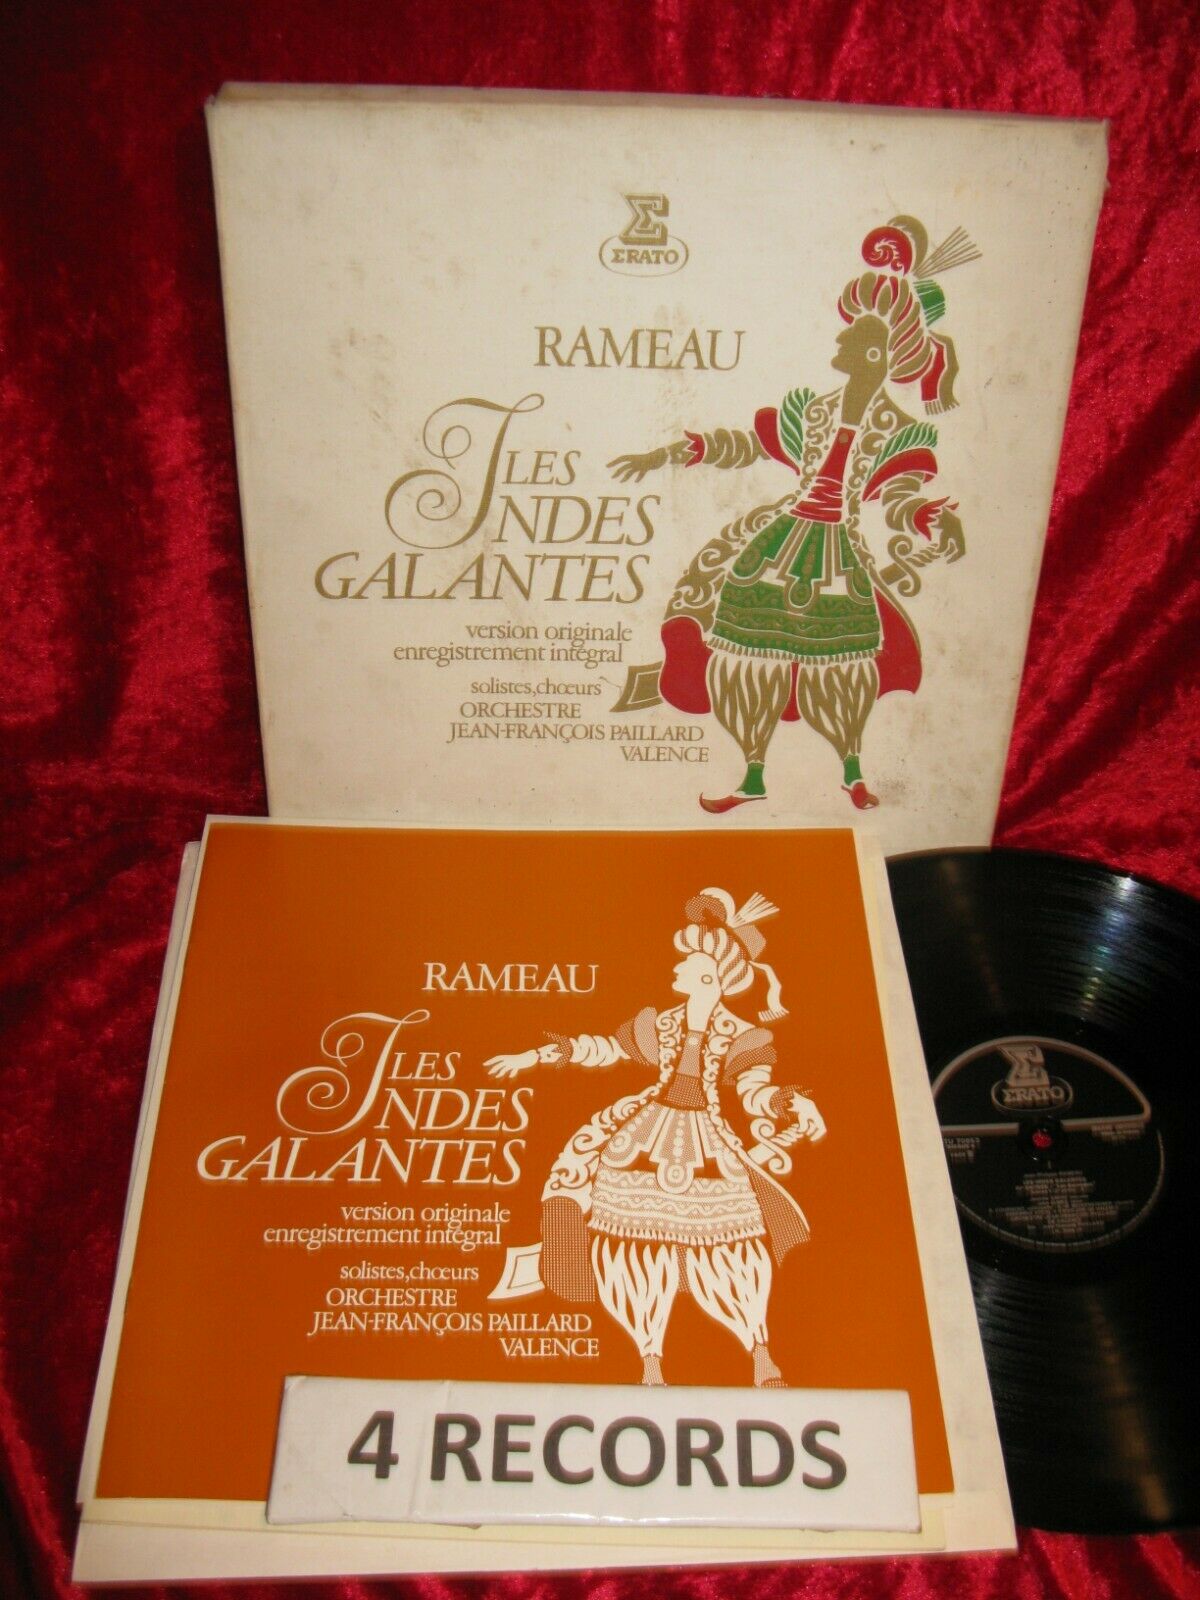 ERATO
RAMEAU
LES
INDES
GALANTES
version originale
enregistrement intégral
solistes, chœurs
ORCHESTRE
JEAN-FRANÇOIS PAILLARD
VALENCE
RAMEAU
LES
INDES
GALANTES
version originale
enregistrement intégral
solistes, chœurs
ORCHESTRE
JEAN-FRANÇOIS PAILLARD
VALENCE
ERATO
4 RECORDS